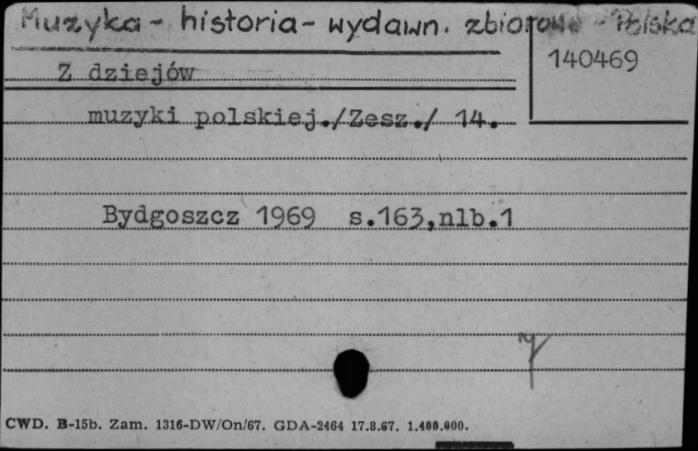 Muzyka - historia - wydawn. zbiorowe - Polska
140469
Z dziejów
muzyki polskiej./Zesz./ 14.
Bydgoszcz 1969 s.163,nlb.1
CWD. B-15b. Zam. 1316-DW/On/67. GDA-2464 17.8.67. 1.400.000.